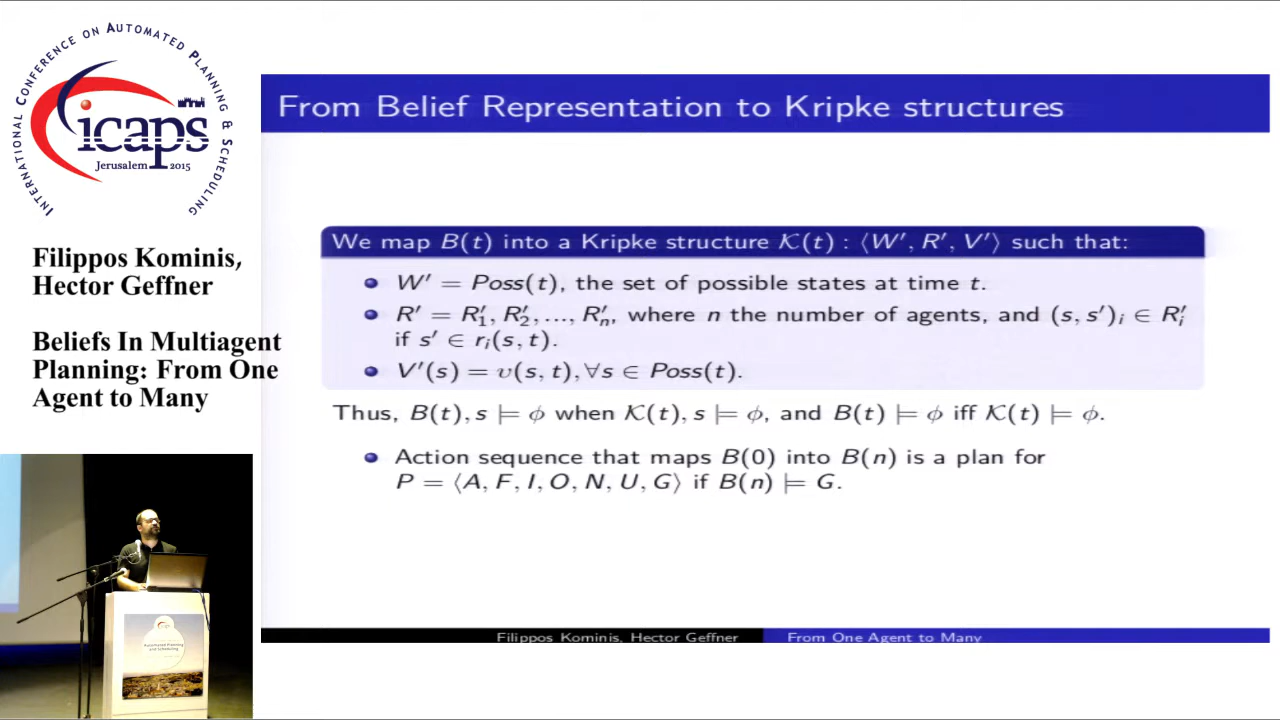 INTERNATIONAL CONFERENCE ON AUTOMATED PLANNING & SCHEDULING
icaps
Jerusalem 2015
Filippos Kominis,
Hector Geffner
Beliefs In Multiagent
Planning: From One
Agent to Many
From Belief Representation to Kripke structures
We map B(t) into a Kripke structure 𝒦(t) : ⟨W′, R′, V′⟩ such that:
W′ = Poss(t), the set of possible states at time t.
R′ = R′₁, R′₂, ..., R′ₙ, where n the number of agents, and (s, s′)ᵢ ∈ R′ᵢ
if s′ ∈ rᵢ(s, t).
V′(s) = υ(s, t), ∀s ∈ Poss(t).
Thus, B(t), s ⊨ ϕ when 𝒦(t), s ⊨ ϕ, and B(t) ⊨ ϕ iff 𝒦(t) ⊨ ϕ.
Action sequence that maps B(0) into B(n) is a plan for
P = ⟨A, F, I, O, N, U, G⟩ if B(n) ⊨ G.
Filippos Kominis, Hector Geffner
From One Agent to Many
Automated Planning
and Scheduling